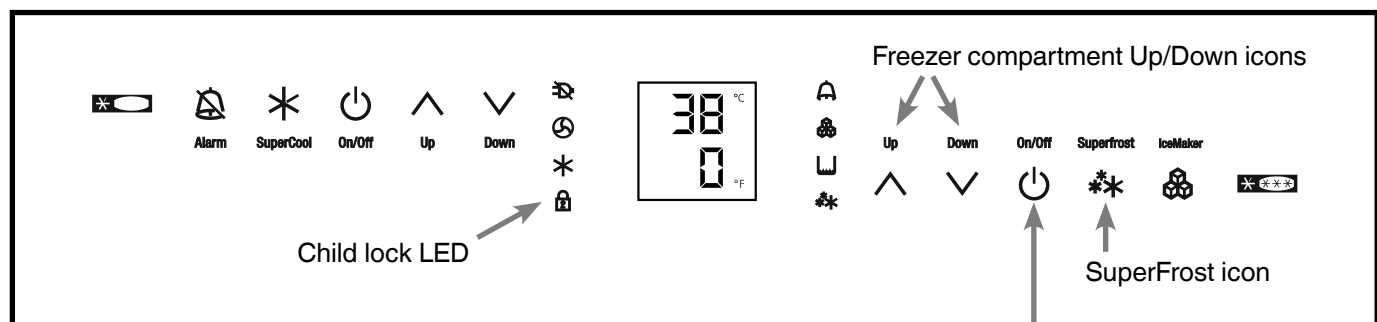 Freezer compartment Up/Down icons
Alarm SuperCool On/Off Up Down
38 °C
0 °F
Up Down On/Off Superfrost IceMaker
Child lock LED
SuperFrost icon